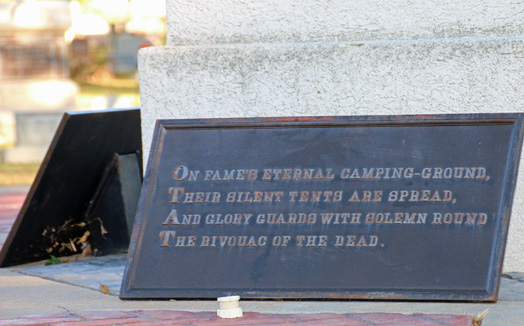 On Fame's eternal camping-ground,
Their silent tents are spread,
And glory guards with solemn round
The bivouac of the dead.